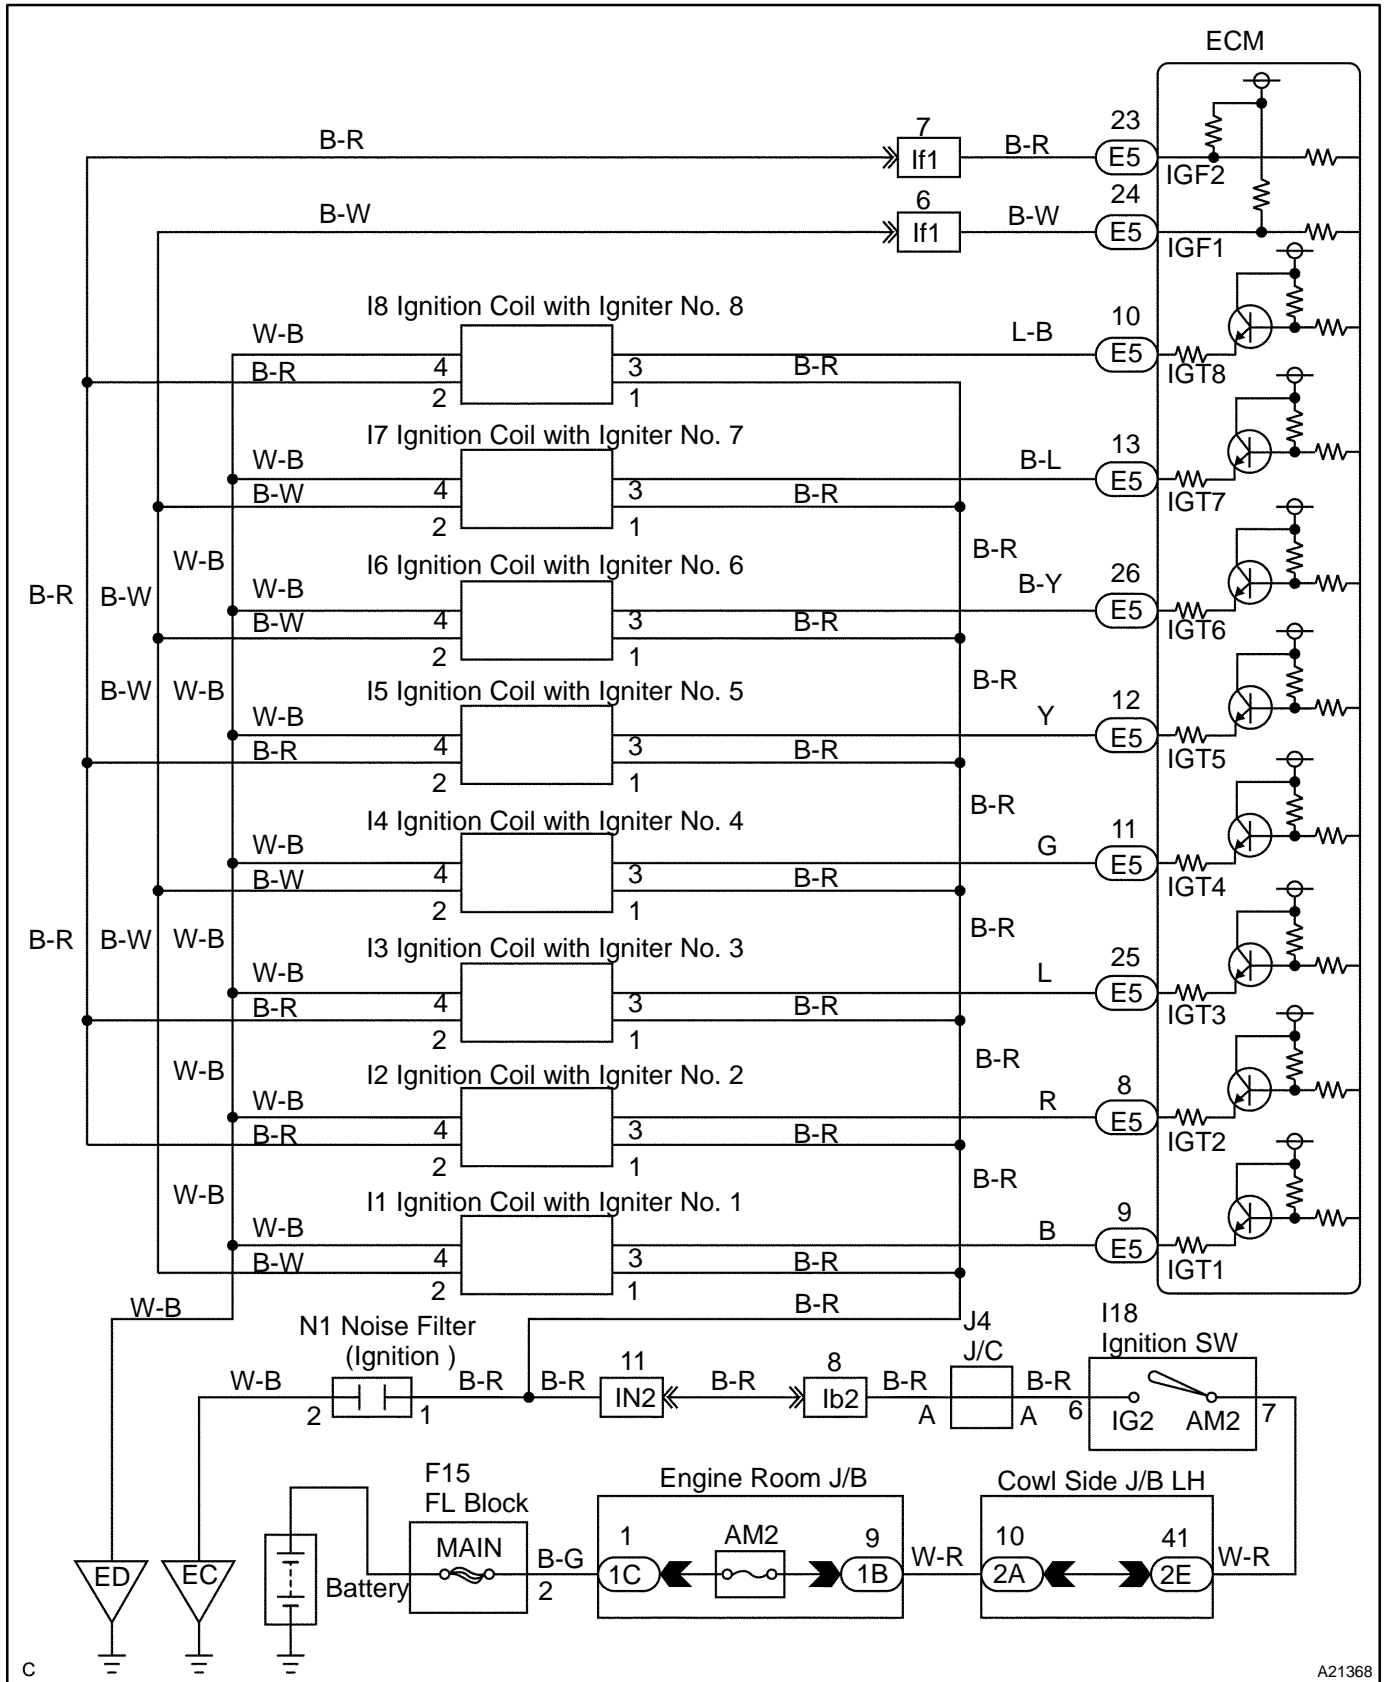 ECM
B-R
7
If1
B-R
23
E5
IGF2
B-W
6
If1
B-W
24
E5
IGF1
I8 Ignition Coil with Igniter No. 8
W-B
B-R
4
2
3
1
B-R
L-B
10
E5
IGT8
I7 Ignition Coil with Igniter No. 7
W-B
B-W
4
2
3
1
B-R
B-L
13
E5
IGT7
W-B
B-R
I6 Ignition Coil with Igniter No. 6
B-R
B-W
W-B
B-W
4
2
3
1
B-R
B-Y
26
E5
IGT6
B-W
W-B
B-R
I5 Ignition Coil with Igniter No. 5
W-B
B-R
4
2
3
1
B-R
Y
12
E5
IGT5
B-R
I4 Ignition Coil with Igniter No. 4
W-B
B-W
4
2
3
1
B-R
G
11
E5
IGT4
B-R
B-W
W-B
B-R
I3 Ignition Coil with Igniter No. 3
W-B
B-R
4
2
3
1
B-R
L
25
E5
IGT3
W-B
B-R
I2 Ignition Coil with Igniter No. 2
W-B
B-R
4
2
3
1
B-R
R
8
E5
IGT2
W-B
B-R
I1 Ignition Coil with Igniter No. 1
W-B
B-W
4
2
3
1
B-R
B
9
E5
IGT1
W-B
B-R
N1 Noise Filter
(Ignition )
W-B
2
1
B-R
B-R
11
IN2
B-R
8
Ib2
B-R
A
J4
J/C
A
B-R
6
I18
Ignition SW
IG2
AM2
7
ED
EC
Battery
F15
FL Block
MAIN
B-G
2
Engine Room J/B
1
1C
AM2
9
1B
W-R
Cowl Side J/B LH
10
2A
41
2E
W-R
C
A21368